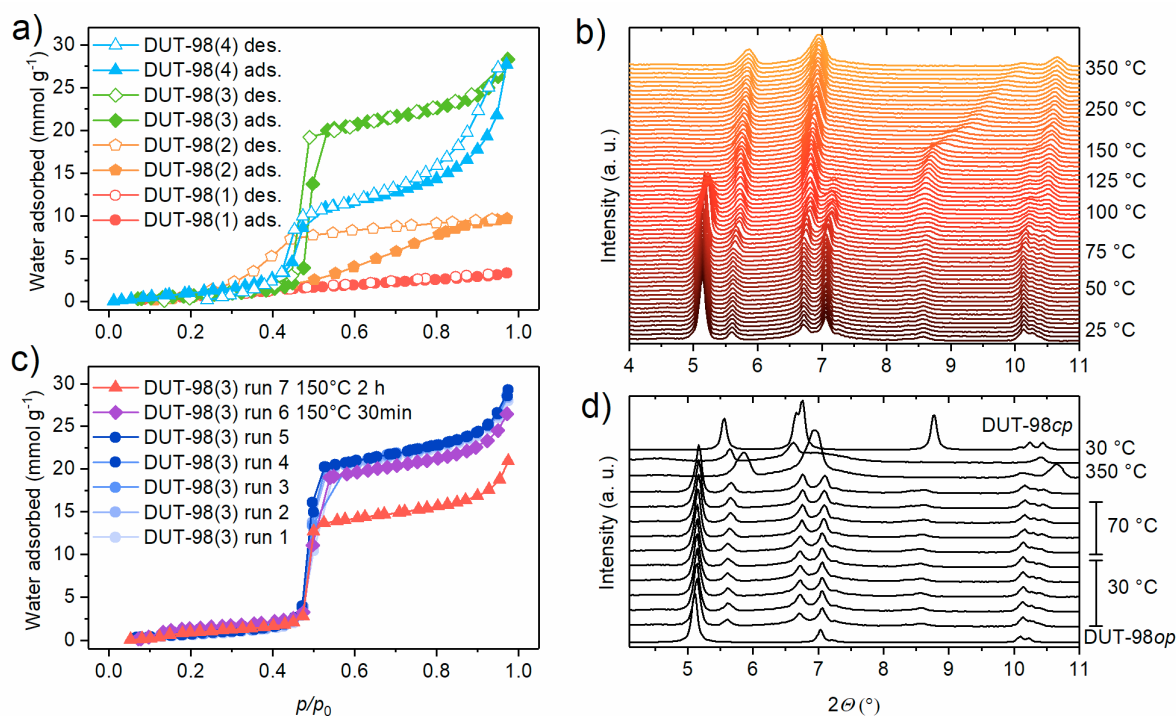 a)
Water adsorbed (mmol g⁻¹)
30
25
20
15
10
5
0
0.0 0.2 0.4 0.6 0.8 1.0
DUT-98(4) des.
DUT-98(4) ads.
DUT-98(3) des.
DUT-98(3) ads.
DUT-98(2) des.
DUT-98(2) ads.
DUT-98(1) des.
DUT-98(1) ads.
b)
Intensity (a. u.)
350 °C
250 °C
150 °C
125 °C
100 °C
75 °C
50 °C
25 °C
4 5 6 7 8 9 10 11
c)
Water adsorbed (mmol g⁻¹)
30
25
20
15
10
5
0
DUT-98(3) run 7 150°C 2 h
DUT-98(3) run 6 150°C 30min
DUT-98(3) run 5
DUT-98(3) run 4
DUT-98(3) run 3
DUT-98(3) run 2
DUT-98(3) run 1
0.0 0.2 0.4 0.6 0.8 1.0
p/p₀
d)
Intensity (a. u.)
DUT-98cp
30 °C
350 °C
70 °C
30 °C
DUT-98op
5 6 7 8 9 10 11
2Θ (°)